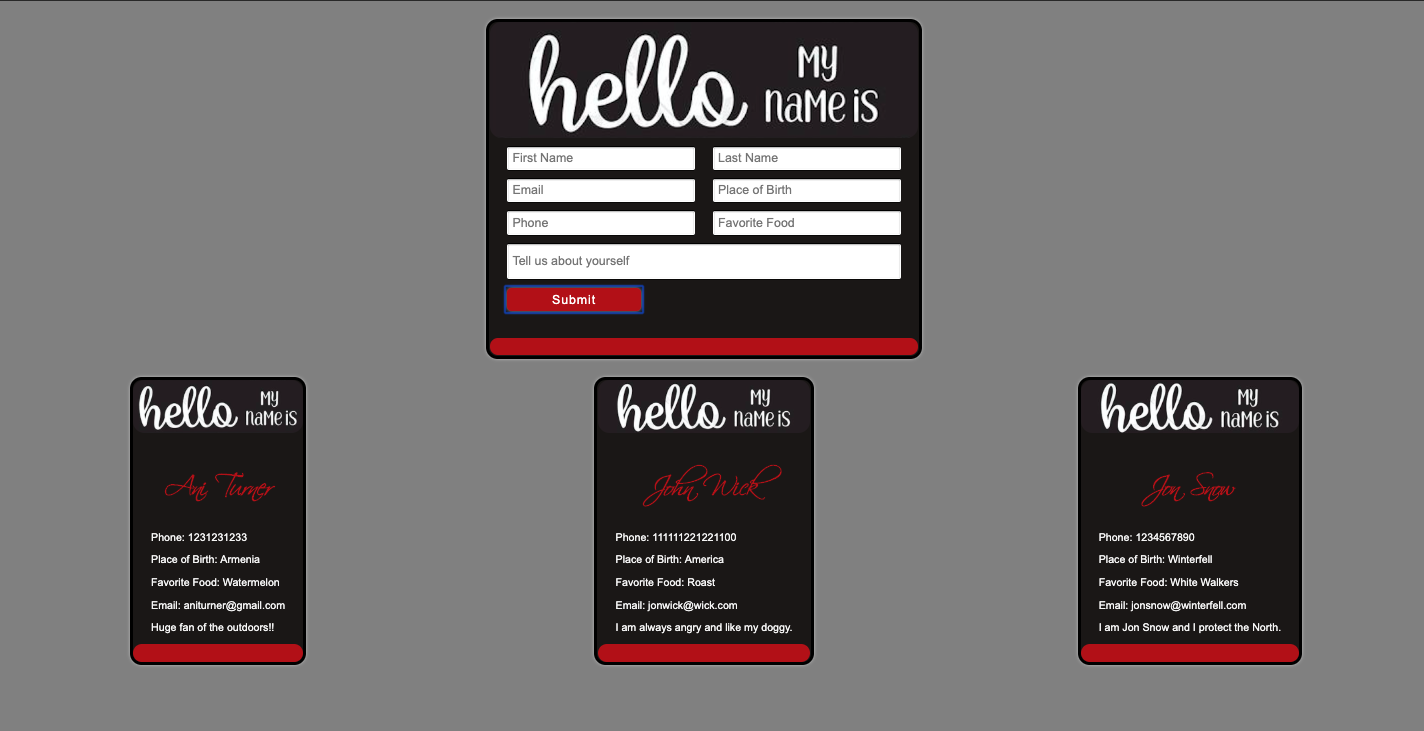 hello MY
NAME IS
First Name
Last Name
Email
Place of Birth
Phone
Favorite Food
Tell us about yourself
Submit
hello MY
NAME IS
Ani Turner
Phone: 1231231233
Place of Birth: Armenia
Favorite Food: Watermelon
Email: aniturner@gmail.com
Huge fan of the outdoors!!
hello MY
NAME IS
John Wick
Phone: 111111221221100
Place of Birth: America
Favorite Food: Roast
Email: jonwick@wick.com
I am always angry and like my doggy.
hello MY
NAME IS
Jon Snow
Phone: 1234567890
Place of Birth: Winterfell
Favorite Food: White Walkers
Email: jonsnow@winterfell.com
I am Jon Snow and I protect the North.